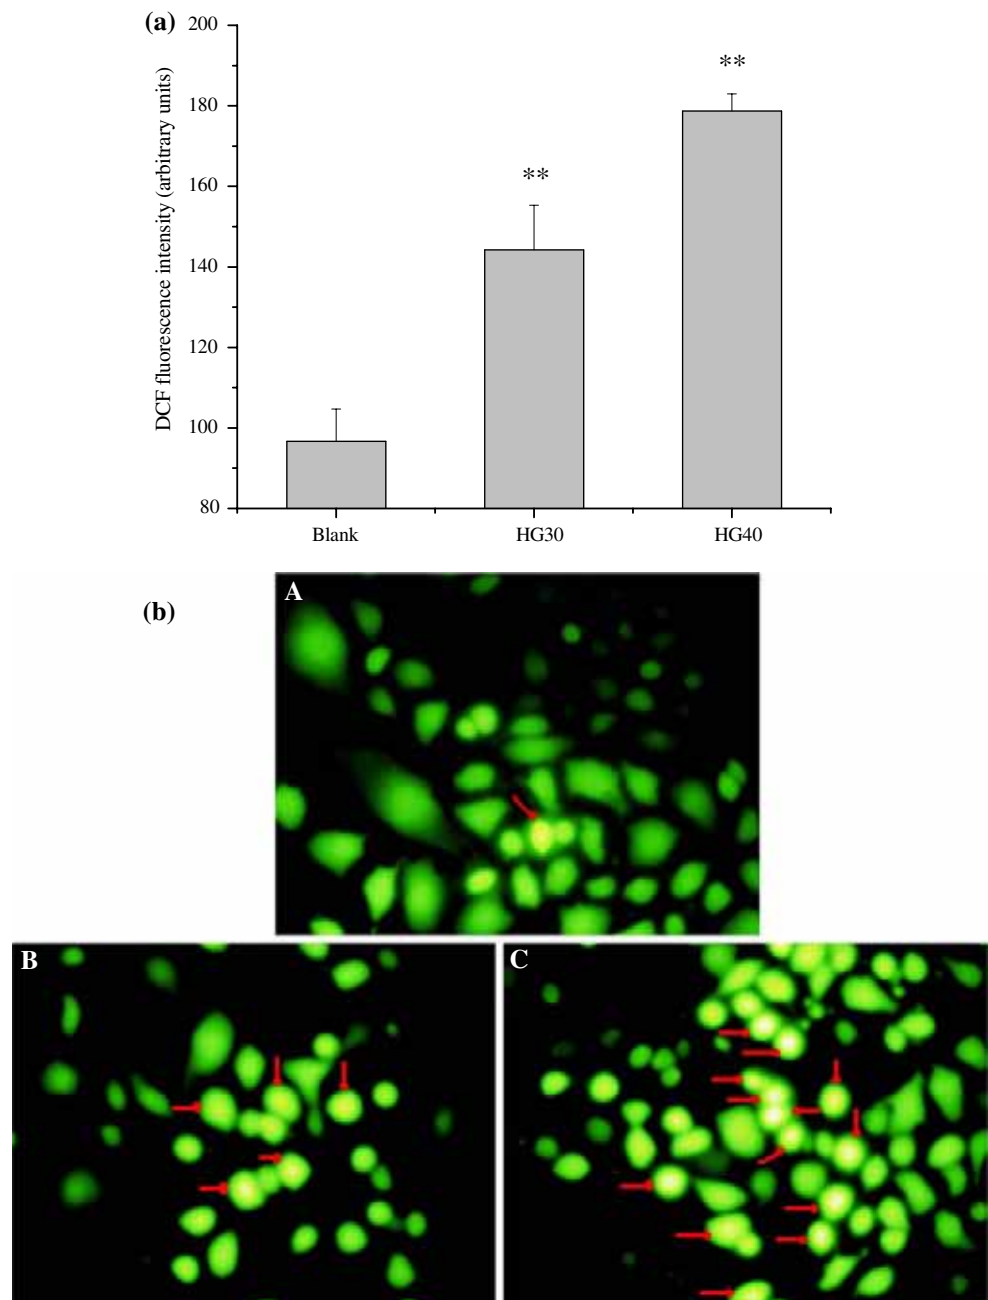 (a)
200
180
160
140
120
100
80
DCF fluorescence intensity (arbitrary units)
**
**
Blank HG30 HG40
(b)
A
B
C